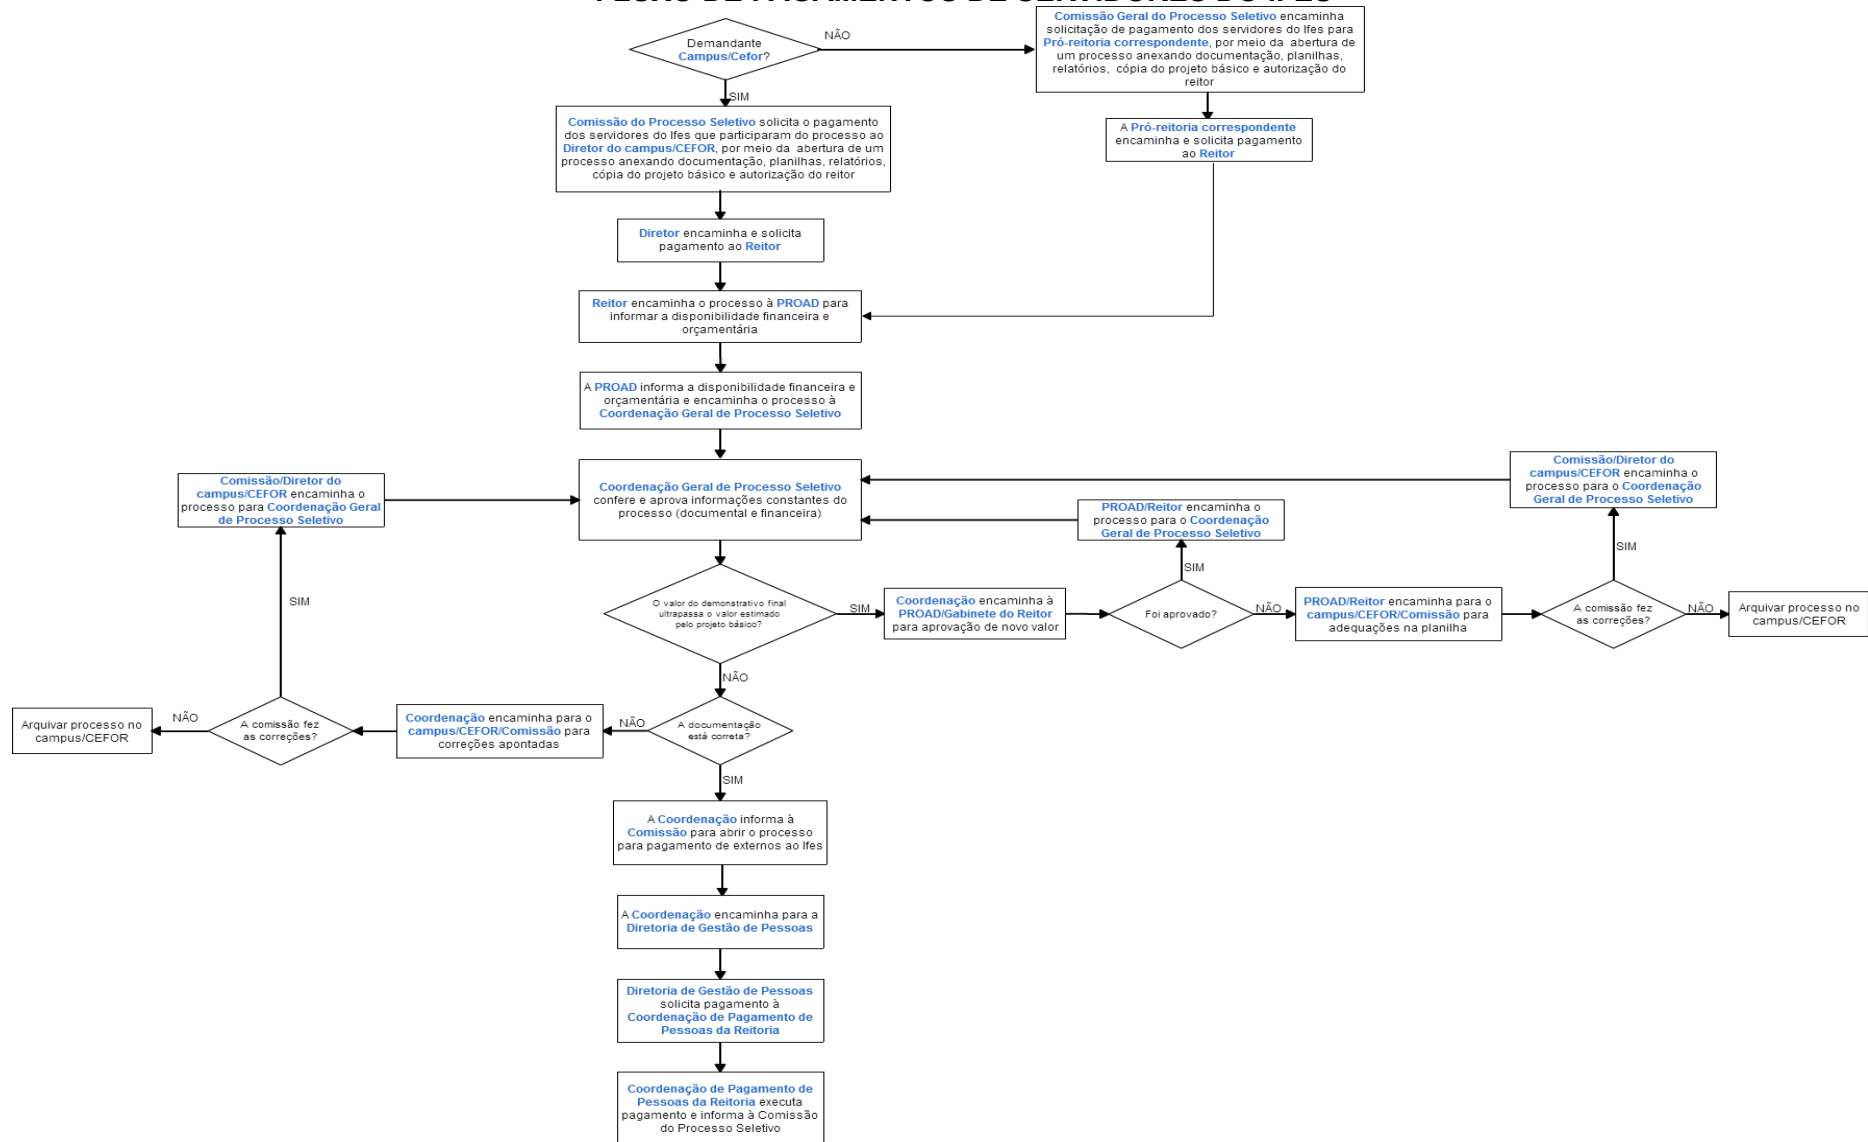 Demandante
Campus/Cefor?
NÃO
SIM
Comissão Geral do Processo Seletivo encaminha
solicitação de pagamento dos servidores do Ifes para
Pró-reitoria correspondente, por meio da abertura de
um processo anexando documentação, planilhas,
relatórios, cópia do projeto básico e autorização do
reitor
A Pró-reitoria correspondente
encaminha e solicita pagamento
ao Reitor
Comissão do Processo Seletivo solicita o pagamento
dos servidores do Ifes que participaram do processo ao
Diretor do campus/CEFOR, por meio da abertura de um
processo anexando documentação, planilhas, relatórios,
cópia do projeto básico e autorização do reitor
Diretor encaminha e solicita
pagamento ao Reitor
Reitor encaminha o processo à PROAD para
informar a disponibilidade financeira e
orçamentária
A PROAD informa a disponibilidade financeira e
orçamentária e encaminha o processo à
Coordenação Geral de Processo Seletivo
Coordenação Geral de Processo Seletivo
confere e aprova informações constantes do
processo (documental e financeira)
Comissão/Diretor do
campus/CEFOR encaminha o
processo para Coordenação Geral
de Processo Seletivo
SIM
PROAD/Reitor encaminha o
processo para o Coordenação
Geral de Processo Seletivo
SIM
Comissão/Diretor do
campus/CEFOR encaminha o
processo para o Coordenação
Geral de Processo Seletivo
SIM
O valor do demonstrativo final
ultrapassa o valor estimado
pelo projeto básico?
SIM
Coordenação encaminha à
PROAD/Gabinete do Reitor
para aprovação de novo valor
Foi aprovado?
NÃO
PROAD/Reitor encaminha para o
campus/CEFOR/Comissão para
adequações na planilha
A comissão fez
as correções?
NÃO
Arquivar processo no
campus/CEFOR
NÃO
Arquivar processo no
campus/CEFOR
NÃO
A comissão fez
as correções?
Coordenação encaminha para o
campus/CEFOR/Comissão para
correções apontadas
NÃO
A documentação
está correta?
SIM
A Coordenação informa à
Comissão para abrir o processo
para pagamento de externos ao Ifes
A Coordenação encaminha para a
Diretoria de Gestão de Pessoas
Diretoria de Gestão de Pessoas
solicita pagamento à
Coordenação de Pagamento de
Pessoas da Reitoria
Coordenação de Pagamento de
Pessoas da Reitoria executa
pagamento e informa à Comissão
do Processo Seletivo